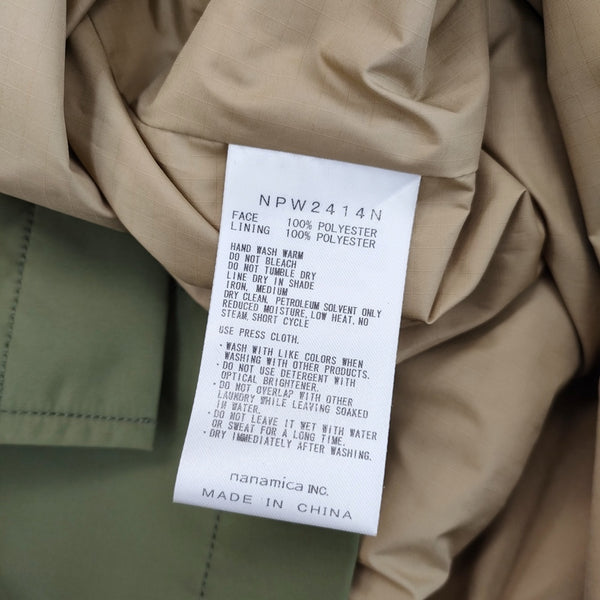 NPW2414N
FACE 100% POLYESTER
LINING 100% POLYESTER
HAND WASH WARM
DO NOT BLEACH
DO NOT TUMBLE DRY
LINE DRY IN SHADE
IRON, MEDIUM
DRY CLEAN, PETROLEUM SOLVENT ONLY
REDUCED MOISTURE, LOW HEAT, NO
STEAM, SHORT CYCLE
USE PRESS CLOTH.
・WASH WITH LIKE COLORS WHEN
WASHING WITH OTHER PRODUCTS.
・DO NOT USE DETERGENT WITH
OPTICAL BRIGHTENER.
・DO NOT OVERLAP WITH OTHER
LAUNDRY WHILE LEAVING SOAKED
IN WATER.
・DO NOT LEAVE IT WET WITH WATER
OR SWEAT FOR A LONG TIME.
・DRY IMMEDIATELY AFTER WASHING.
nanamica INC.
MADE IN CHINA